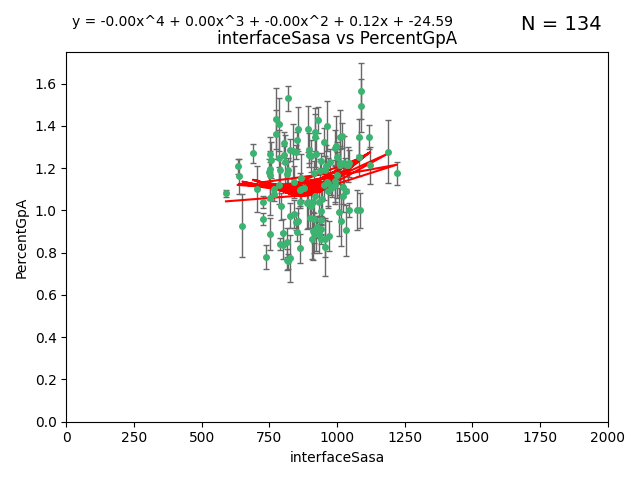 y = -0.00x^4 + 0.00x^3 + -0.00x^2 + 0.12x + -24.59
N = 134
interfaceSasa vs PercentGpA
1.6
1.4
1.2
1.0
0.8
0.6
0.4
0.2
0.0
PercentGpA
0 250 500 750 1000 1250 1500 1750 2000
interfaceSasa